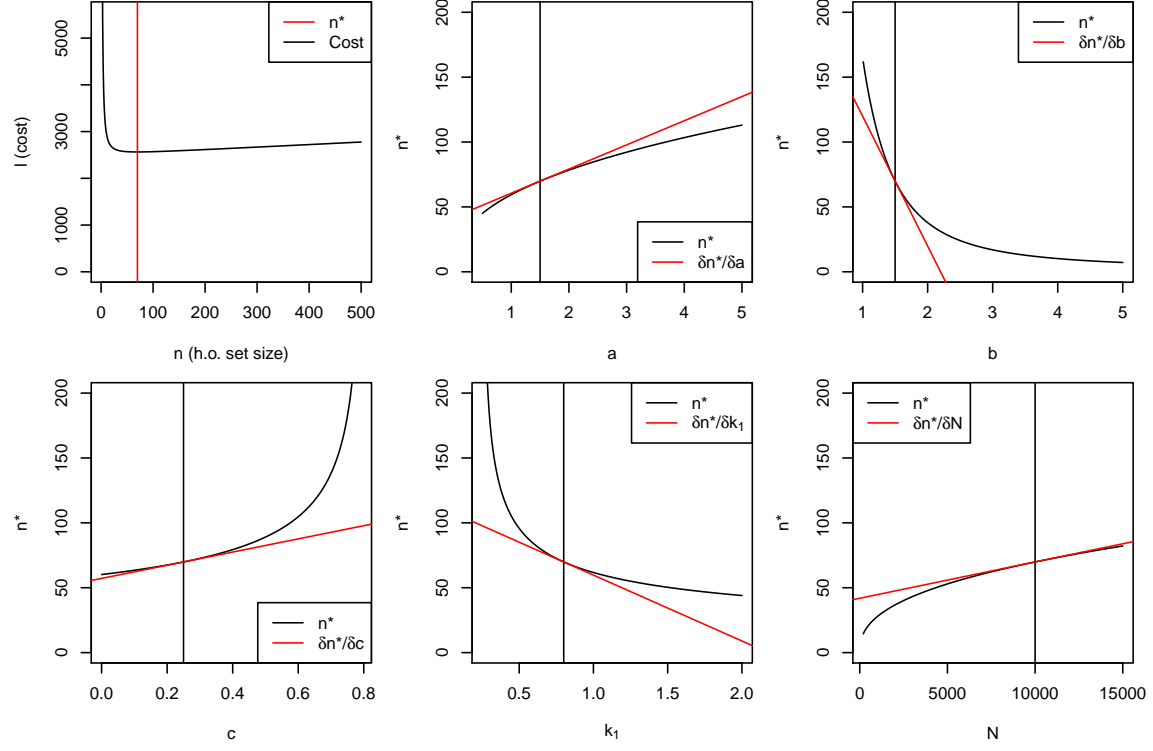 n*
Cost
l (cost)
0 1000 3000 5000
0 100 200 300 400 500
n (h.o. set size)
n*
δn*/δa
n*
0 50 100 150 200
1 2 3 4 5
a
n*
δn*/δb
n*
0 50 100 150 200
1 2 3 4 5
b
n*
δn*/δc
n*
0 50 100 150 200
0.0 0.2 0.4 0.6 0.8
c
n*
δn*/δk₁
n*
0 50 100 150 200
0.5 1.0 1.5 2.0
k₁
n*
δn*/δN
n*
0 50 100 150 200
0 5000 10000 15000
N